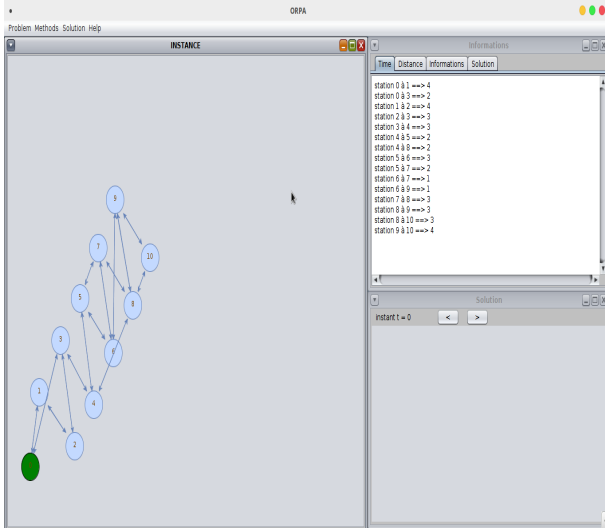 ORPA
Problem Methods Solution Help
INSTANCE
9
7
10
5
8
3
6
1
4
2
Informations
Time Distance Informations Solution
station 0 à 1 ==> 4
station 0 à 3 ==> 2
station 1 à 2 ==> 4
station 2 à 3 ==> 3
station 3 à 4 ==> 3
station 4 à 5 ==> 2
station 4 à 8 ==> 2
station 5 à 6 ==> 3
station 5 à 7 ==> 2
station 6 à 7 ==> 1
station 6 à 9 ==> 1
station 7 à 8 ==> 3
station 8 à 9 ==> 3
station 8 à 10 ==> 3
station 9 à 10 ==> 4
Solution
instant t = 0 < >